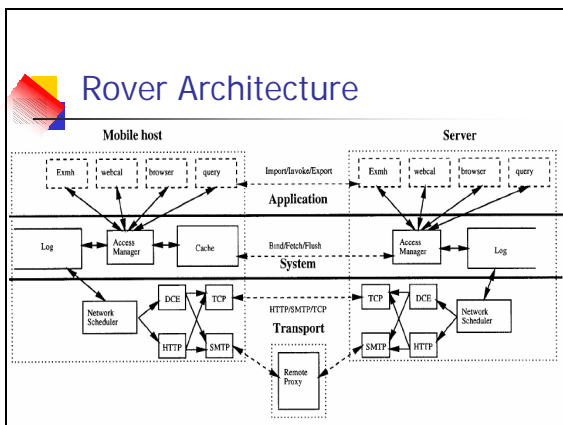 Rover Architecture
Mobile host
Server
Exmh webcal browser query
Import/Invoke/Export
Exmh webcal browser query
Application
Log
Access
Manager
Cache
Bind/Fetch/Flush
Access
Manager
Log
System
Network
Scheduler
DCE
TCP
HTTP
SMTP
HTTP/SMTP/TCP
TCP
DCE
SMTP
HTTP
Network
Scheduler
Transport
Remote
Proxy